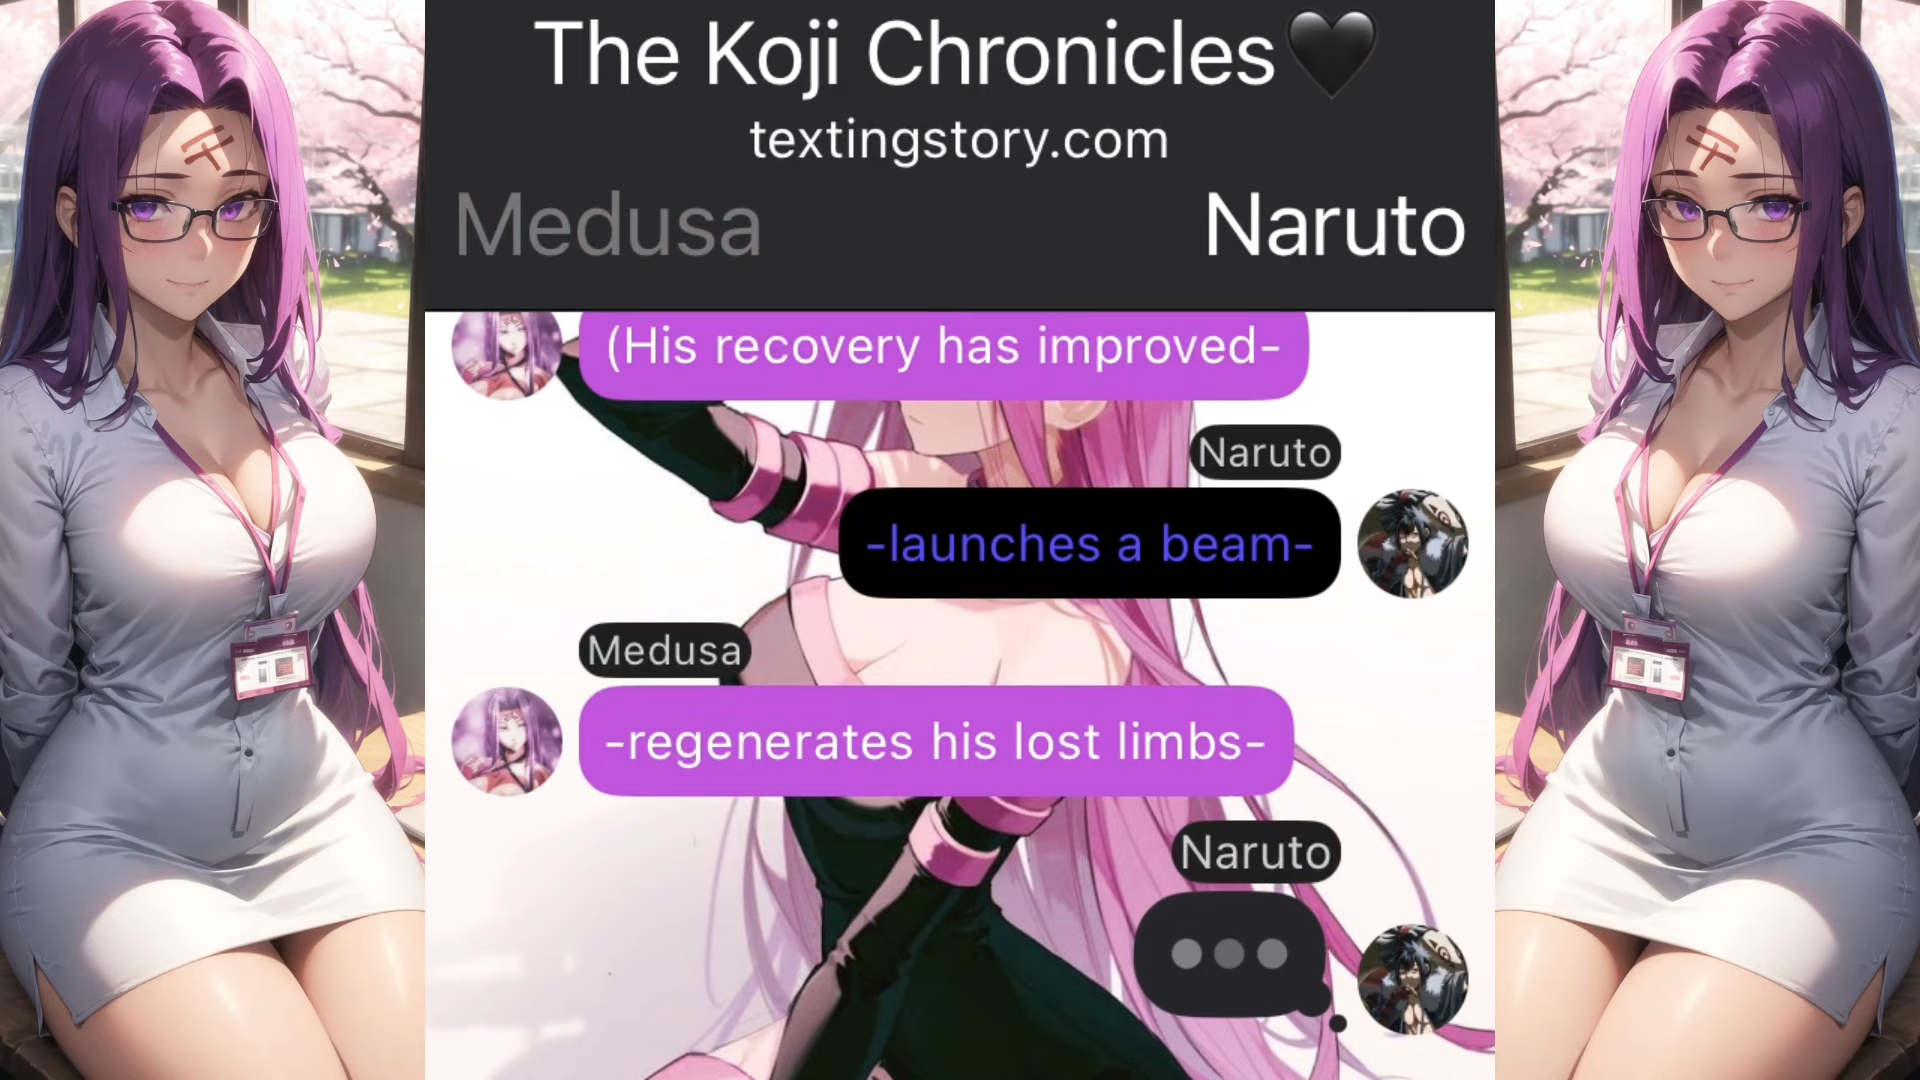 The Koji Chronicles🖤
textingstory.com
Medusa
Naruto
(His recovery has improved-
Naruto
-launches a beam-
Medusa
-regenerates his lost limbs-
Naruto